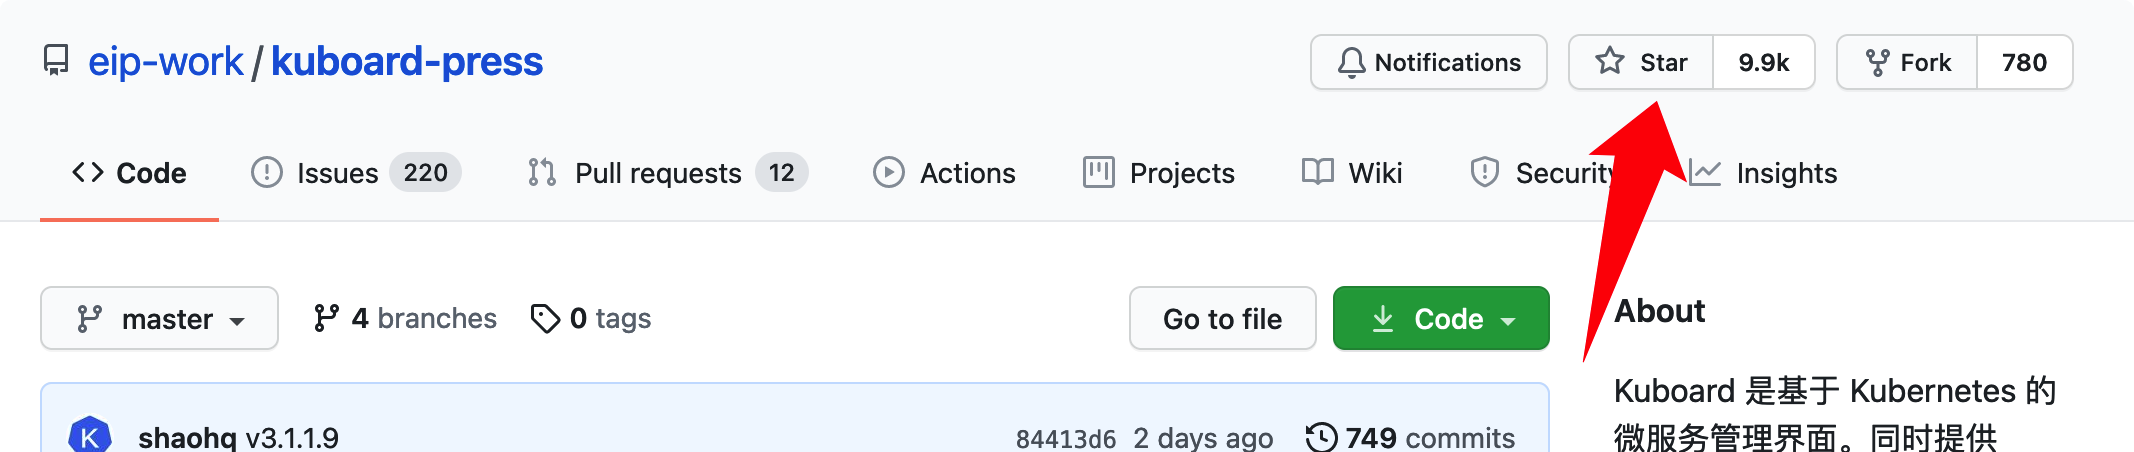 eip-work / kuboard-press
Notifications
Star 9.9k
Fork 780
Code
Issues 220
Pull requests 12
Actions
Projects
Wiki
Security
Insights
master
4 branches
0 tags
Go to file
Code
About
Kuboard 是基于 Kubernetes 的
微服务管理界面。同时提供
K shaohq v3.1.1.9
84413d6 2 days ago
749 commits